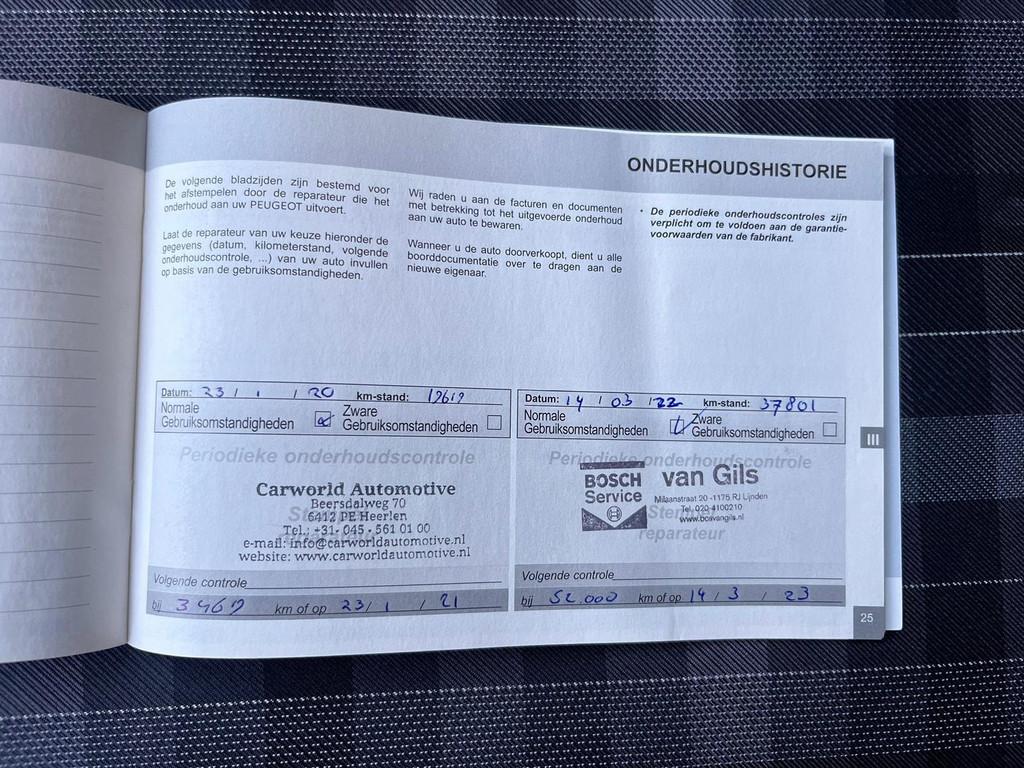 ONDERHOUDSHISTORIE
De volgende bladzijden zijn bestemd voor
het afstempelen door de reparateur die het
onderhoud aan uw PEUGEOT uitvoert.
Laat de reparateur van uw keuze hieronder de
gegevens (datum, kilometerstand, volgende
onderhoudscontrole, ...) van uw auto invullen
op basis van de gebruiksomstandigheden.
Wij raden u aan de facturen en documenten
met betrekking tot het uitgevoerde onderhoud
aan uw auto te bewaren.
Wanneer u de auto doorverkoopt, dient u alle
boorddocumentatie over te dragen aan de
nieuwe eigenaar.
• De periodieke onderhoudscontroles zijn
verplicht om te voldoen aan de garantie-
voorwaarden van de fabrikant.
Datum: 23 / 1 / 20 km-stand: 19619
Normale
Gebruiksomstandigheden
Zware
Gebruiksomstandigheden
Periodieke onderhoudscontrole
Carworld Automotive
Beersdalweg 70
6412 PE Heerlen
Tel.: +31- 045 - 561 01 00
e-mail: info@carworldautomotive.nl
website: www.carworldautomotive.nl
Volgende controle
bij km of op 23 / 1 / 21
Datum: 14 / 03 / 22 km-stand: 37801
Normale
Gebruiksomstandigheden
Zware
Gebruiksomstandigheden
Periodieke onderhoudscontrole
BOSCH
Service
van Gils
Milaanstraat 20 -1175 RJ Lijnden
Tel. 020-4100210
www.bcsvangils.nl
Stempel
reparateur
Volgende controle
bij 52.000 km of op 14 / 3 / 23
III
25